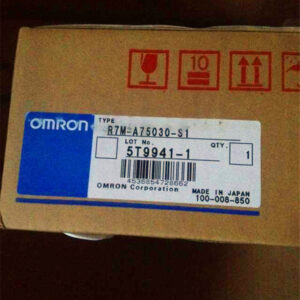 10
TYPE
R7M-A75030-S1
OMRON
LOT No.
QTY.
5T9941-1
1
4536854728662
OMRON Corporation
MADE IN JAPAN
100-008-850